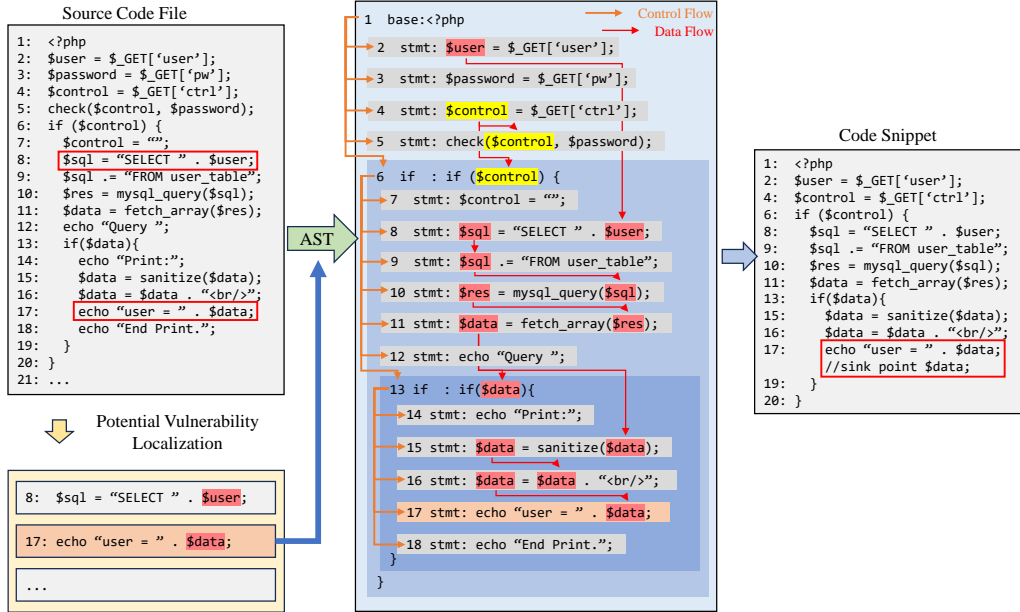 Source Code File
1: <?php
2: $user = $_GET[‘user’];
3: $password = $_GET[‘pw’];
4: $control = $_GET[‘ctrl’];
5: check($control, $password);
6: if ($control) {
7: $control = “”;
8: $sql = “SELECT ” . $user;
9: $sql .= “FROM user_table”;
10: $res = mysql_query($sql);
11: $data = fetch_array($res);
12: echo “Query ”;
13: if($data){
14: echo “Print:”;
15: $data = sanitize($data);
16: $data = $data . “<br/>”;
17: echo “user = ” . $data;
18: echo “End Print.”;
19: }
20: }
21: ...
Potential Vulnerability
Localization
8: $sql = “SELECT ” . $user;
17: echo “user = ” . $data;
...
AST
Control Flow
Data Flow
1 base:<?php
2 stmt: $user = $_GET[‘user’];
3 stmt: $password = $_GET[‘pw’];
4 stmt: $control = $_GET[‘ctrl’];
5 stmt: check($control, $password);
6 if : if ($control) {
7 stmt: $control = “”;
8 stmt: $sql = “SELECT ” . $user;
9 stmt: $sql .= “FROM user_table”;
10 stmt: $res = mysql_query($sql);
11 stmt: $data = fetch_array($res);
12 stmt: echo “Query ”;
13 if : if($data){
14 stmt: echo “Print:”;
15 stmt: $data = sanitize($data);
16 stmt: $data = $data . “<br/>”;
17 stmt: echo “user = ” . $data;
18 stmt: echo “End Print.”;
}
}
Code Snippet
1: <?php
2: $user = $_GET[‘user’];
4: $control = $_GET[‘ctrl’];
6: if ($control) {
8: $sql = “SELECT ” . $user;
9: $sql .= “FROM user_table”;
10: $res = mysql_query($sql);
11: $data = fetch_array($res);
13: if($data){
15: $data = sanitize($data);
16: $data = $data . “<br/>”;
17: echo “user = ” . $data;
//sink point $data;
19: }
20: }